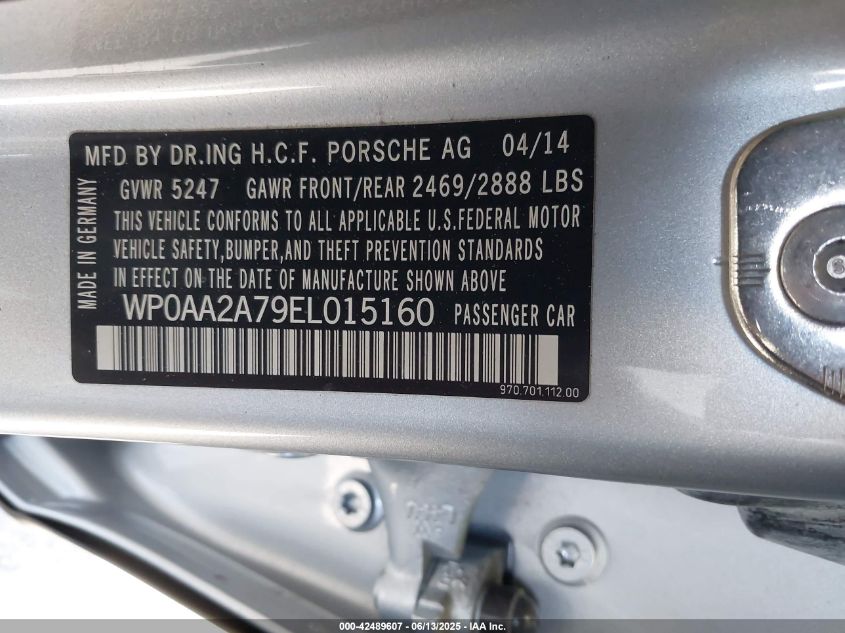 MFD BY DR.ING H.C.F. PORSCHE AG 04/14
GVWR 5247 GAWR FRONT/REAR 2469/2888 LBS
THIS VEHICLE CONFORMS TO ALL APPLICABLE U.S.FEDERAL MOTOR
VEHICLE SAFETY,BUMPER,AND THEFT PREVENTION STANDARDS
IN EFFECT ON THE DATE OF MANUFACTURE SHOWN ABOVE
WP0AA2A79EL015160 PASSENGER CAR
970.701.112.00
MADE IN GERMANY
000-42489607 - 06/13/2025 - IAA Inc.